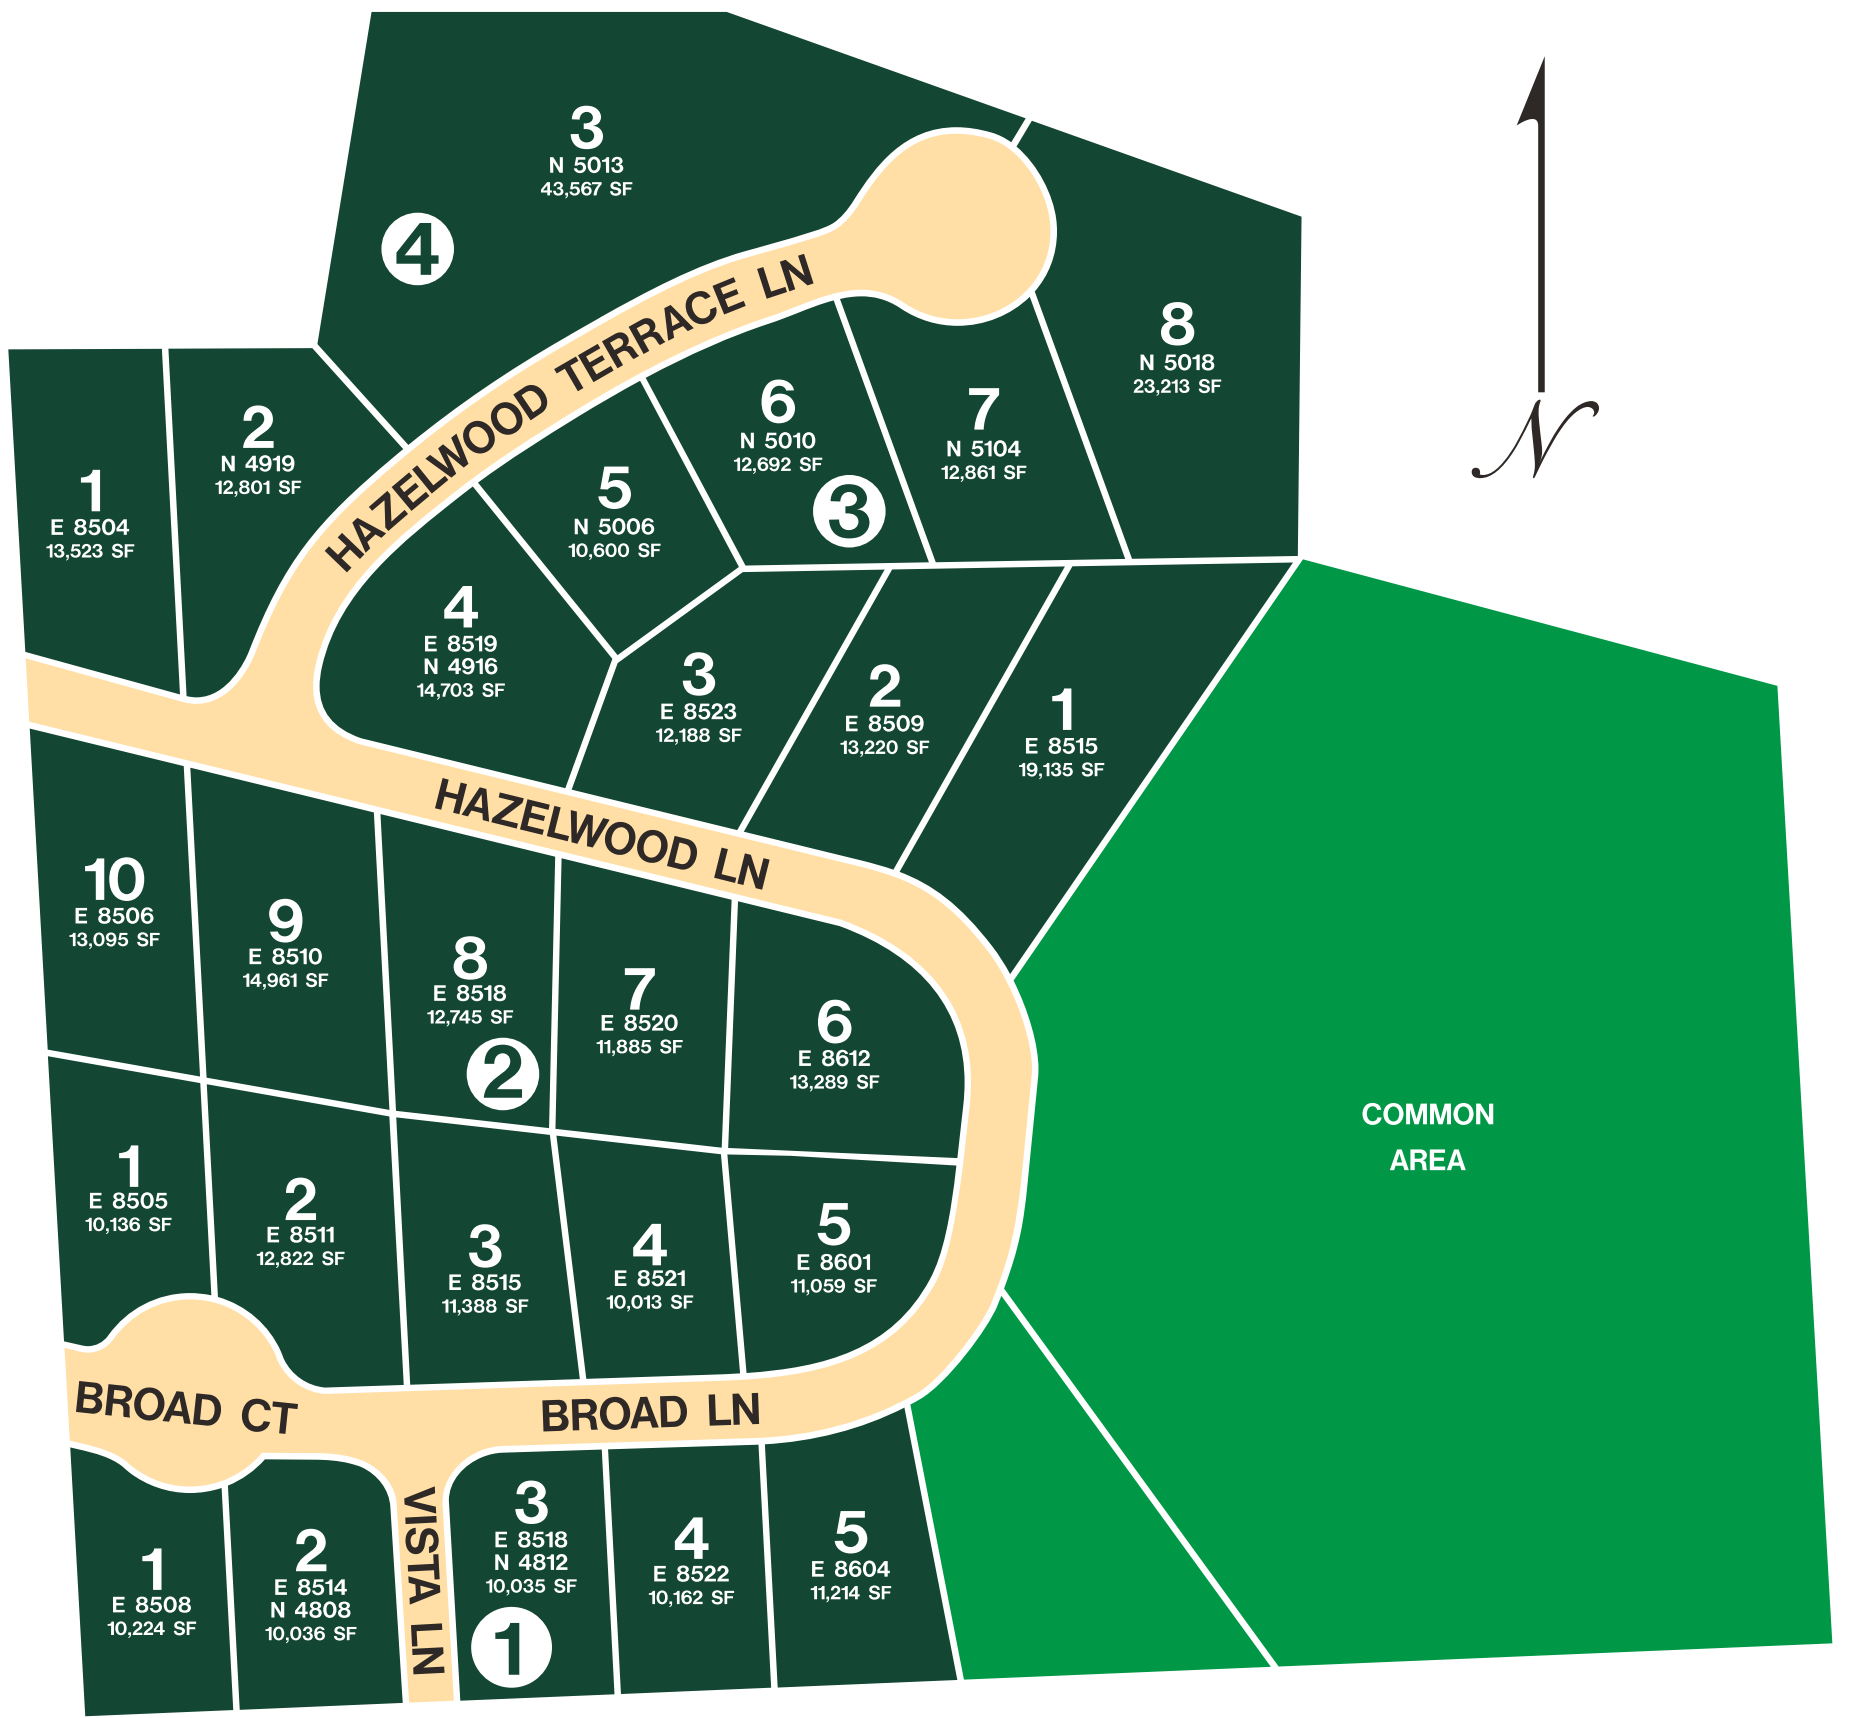 3
N 5013
43,567 SF
4
HAZELWOOD TERRACE LN
8
N 5018
23,213 SF
N
1
E 8504
13,523 SF
2
N 4919
12,801 SF
6
N 5010
12,692 SF
7
N 5104
12,861 SF
5
N 5006
10,600 SF
3
4
E 8519
N 4916
14,703 SF
3
E 8523
12,188 SF
2
E 8509
13,220 SF
1
E 8515
19,135 SF
HAZELWOOD LN
10
E 8506
13,095 SF
9
E 8510
14,961 SF
8
E 8518
12,745 SF
2
7
E 8520
11,885 SF
6
E 8612
13,289 SF
COMMON
AREA
1
E 8505
10,136 SF
2
E 8511
12,822 SF
3
E 8515
11,388 SF
4
E 8521
10,013 SF
5
E 8601
11,059 SF
BROAD CT
BROAD LN
VISTA LN
1
E 8508
10,224 SF
2
E 8514
N 4808
10,036 SF
3
E 8518
N 4812
10,035 SF
1
4
E 8522
10,162 SF
5
E 8604
11,214 SF